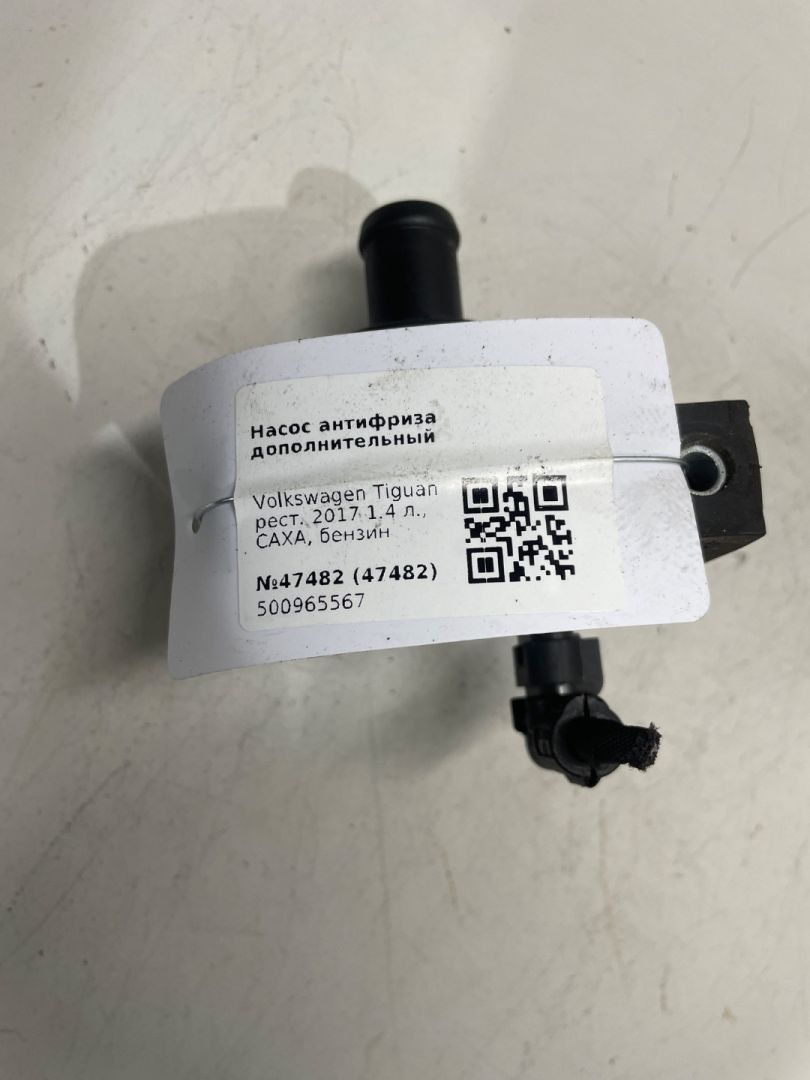 Насос антифриза
дополнительный
Volkswagen Tiguan
рест. 2017 1.4 л.,
CAXA, бензин
№47482 (47482)
500965567